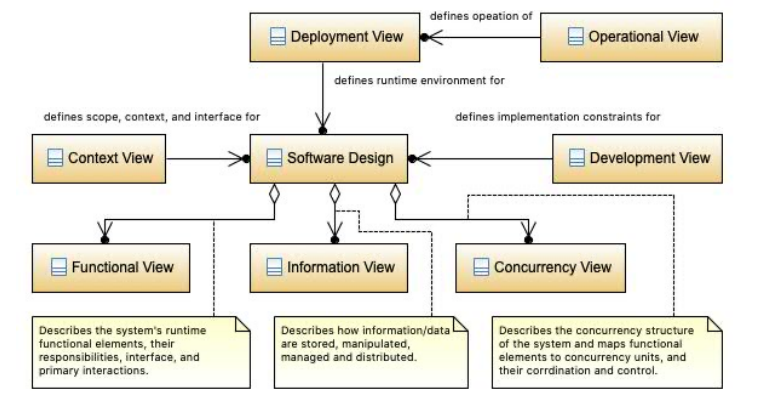 defines opeation of
Deployment View
Operational View
defines runtime environment for
defines scope, context, and interface for
defines implementation constraints for
Context View
Software Design
Development View
Functional View
Information View
Concurrency View
Describes the system's runtime
functional elements, their
responsibilities, interface, and
primary interactions.
Describes how information/data
are stored, manipulated,
managed and distributed.
Describes the concurrency structure
of the system and maps functional
elements to concurrency units, and
their corrdination and control.